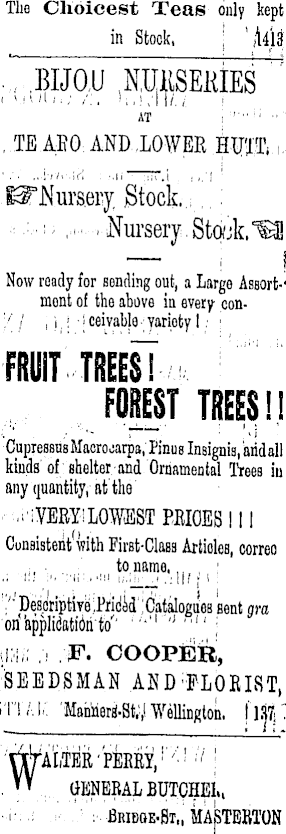 The Choicest Teas only kept
in Stock, 1413
BIJOU NURSERIES
AT
TE ARO AND LOWER HUTT.
☞Nursery Stock.
Nursery Stock.☜
Now ready for sending out, a Large Assort-
ment of the above in every con-
ceivable variety!
FRUIT TREES!
FOREST TREES!!
Cupressus Macrocarpa, Pinus Insignis, and all
kinds of shelter and Ornamental Trees in
any quantity, at the
VERY LOWEST PRICES!!!
Consistent with First-Class Articles, correc
to name.
Descriptive Priced Catalogues sent gra
on application to
F. COOPER,
SEEDSMAN AND FLORIST,
Manners-St., Wellington. 137
WALTER PERRY,
GENERAL BUTCHER,
BRIDGE-ST., MASTERTON